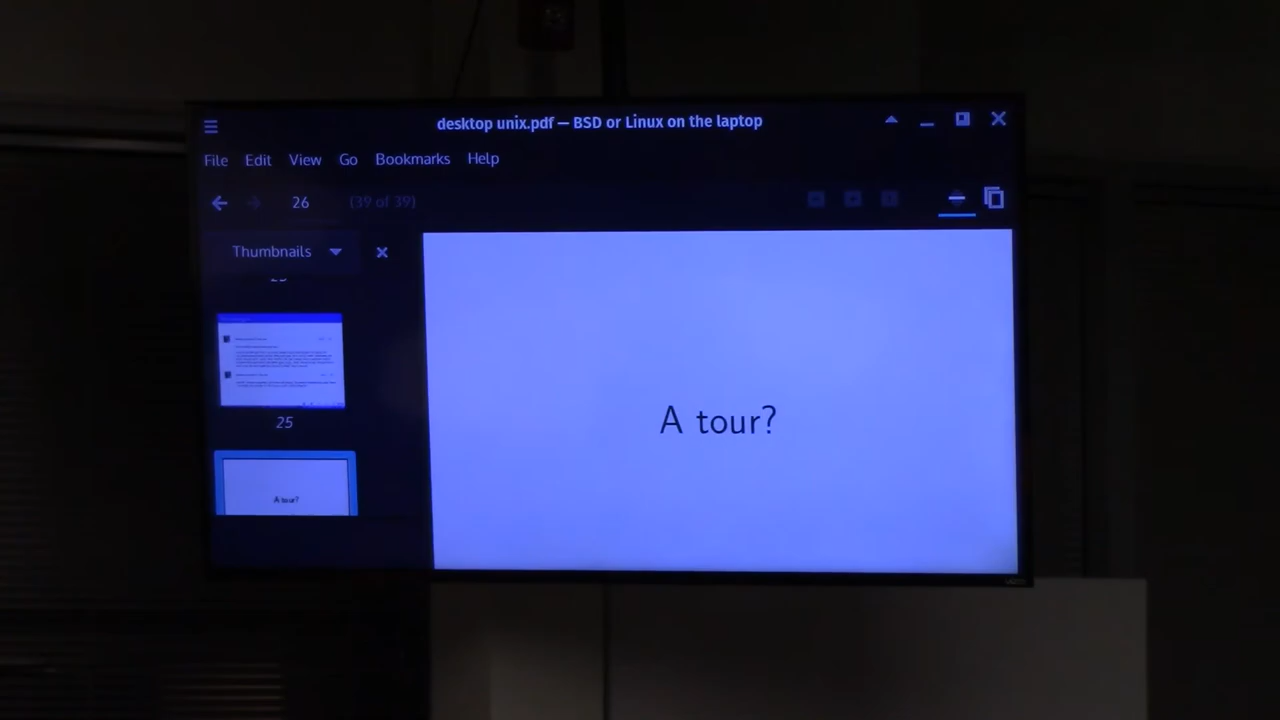 desktop unix.pdf — BSD or Linux on the laptop
File Edit View Go Bookmarks Help
26 (39 of 39)
Thumbnails
25
A tour?
A tour?